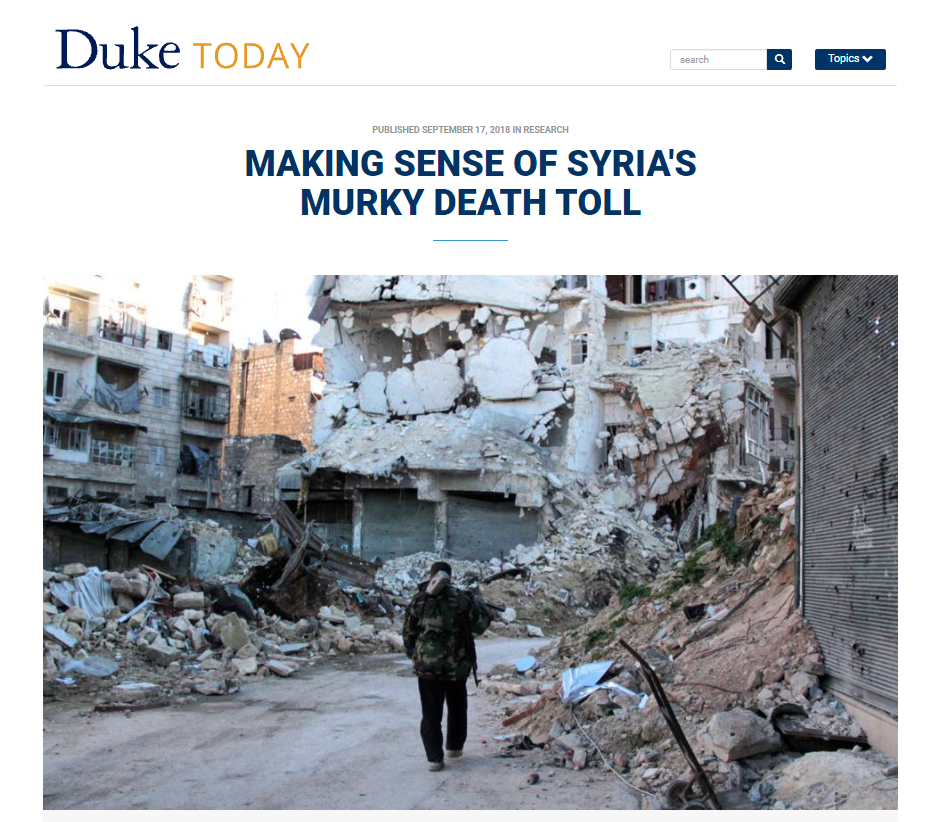 Duke TODAY
search
Topics
PUBLISHED SEPTEMBER 17, 2018 IN RESEARCH
MAKING SENSE OF SYRIA'S
MURKY DEATH TOLL